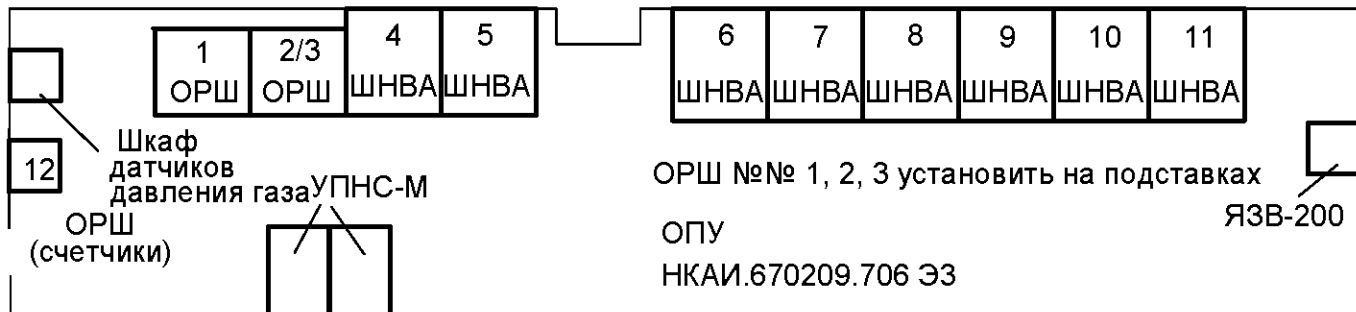 1
ОРШ
2/3
ОРШ
4
ШНВА
5
ШНВА
6
ШНВА
7
ШНВА
8
ШНВА
9
ШНВА
10
ШНВА
11
ШНВА
Шкаф
датчиков
давления газа
12
ОРШ
(счетчики)
УПНС-М
ОРШ №№ 1, 2, 3 установить на подставках
ЯЗВ-200
ОПУ
НКАИ.670209.706 ЭЗ